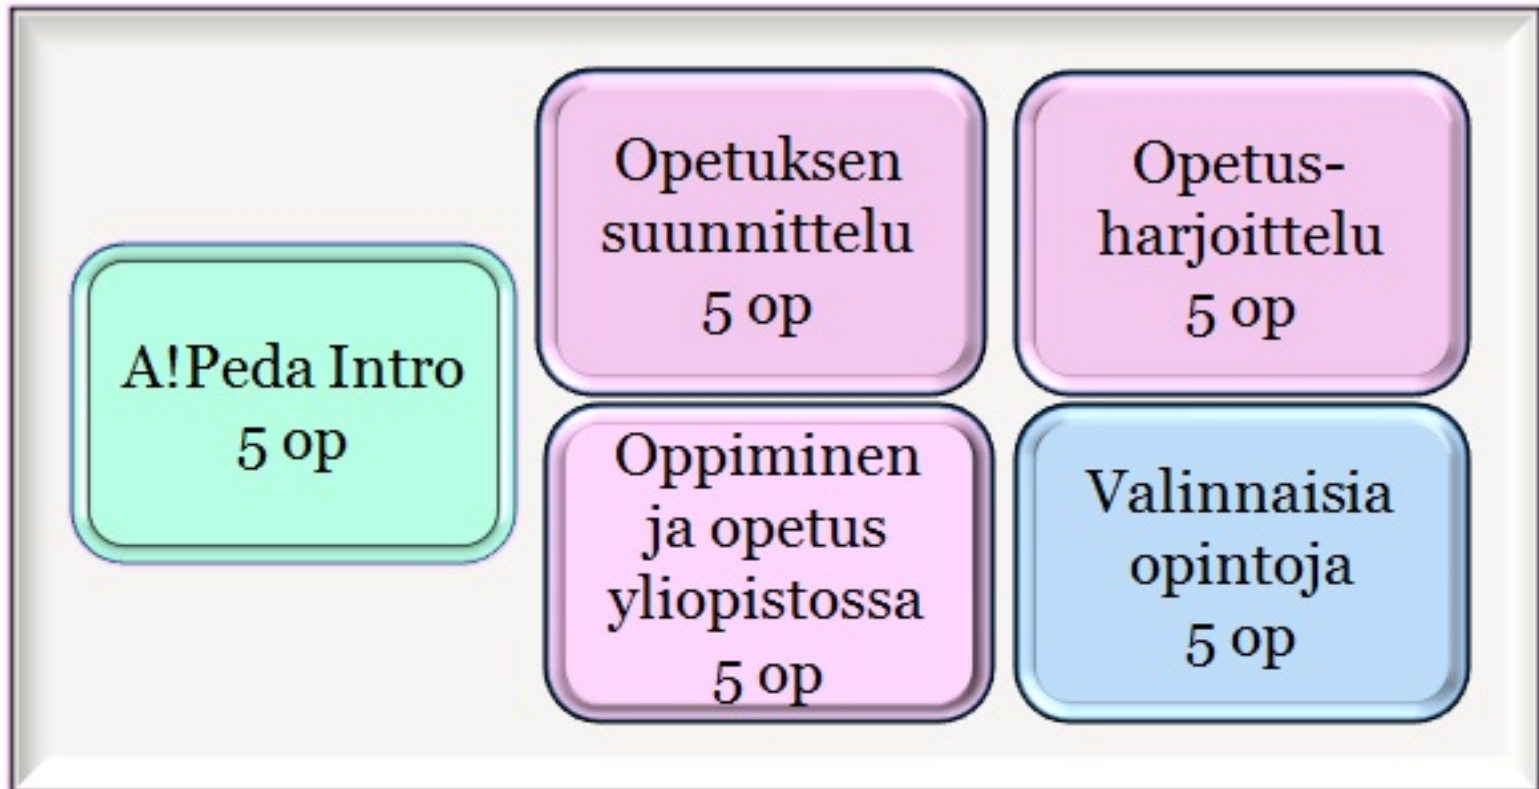 A!Peda Intro
5 op
Opetuksen
suunnittelu
5 op
Oppiminen
ja opetus
yliopistossa
5 op
Opetus-
harjoittelu
5 op
Valinnaisia
opintoja
5 op